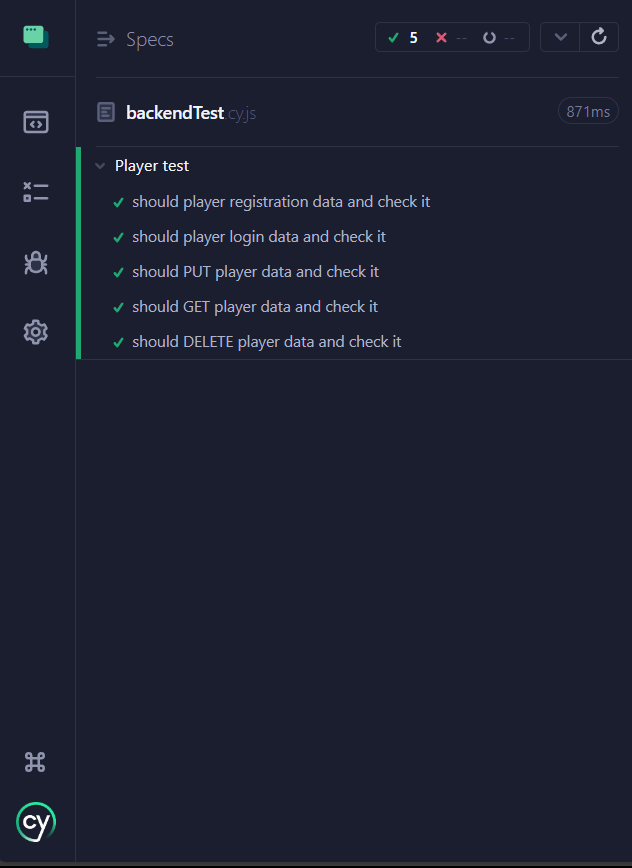 Specs
5 -- --
backendTest.cy.js
871ms
Player test
should player registration data and check it
should player login data and check it
should PUT player data and check it
should GET player data and check it
should DELETE player data and check it
cy